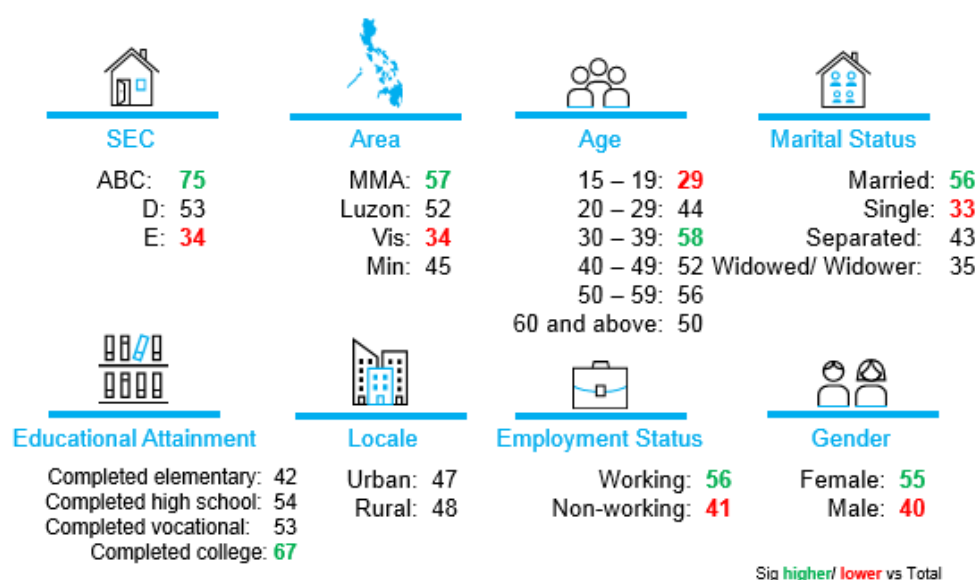 SEC
ABC: 75
D: 53
E: 34
Area
MMA: 57
Luzon: 52
Vis: 34
Min: 45
Age
15 – 19: 29
20 – 29: 44
30 – 39: 58
40 – 49: 52
50 – 59: 56
60 and above: 50
Marital Status
Married: 56
Single: 33
Separated: 43
Widowed/ Widower: 35
Educational Attainment
Completed elementary: 42
Completed high school: 54
Completed vocational: 53
Completed college: 67
Locale
Urban: 47
Rural: 48
Employment Status
Working: 56
Non-working: 41
Gender
Female: 55
Male: 40
Sig higher/ lower vs Total